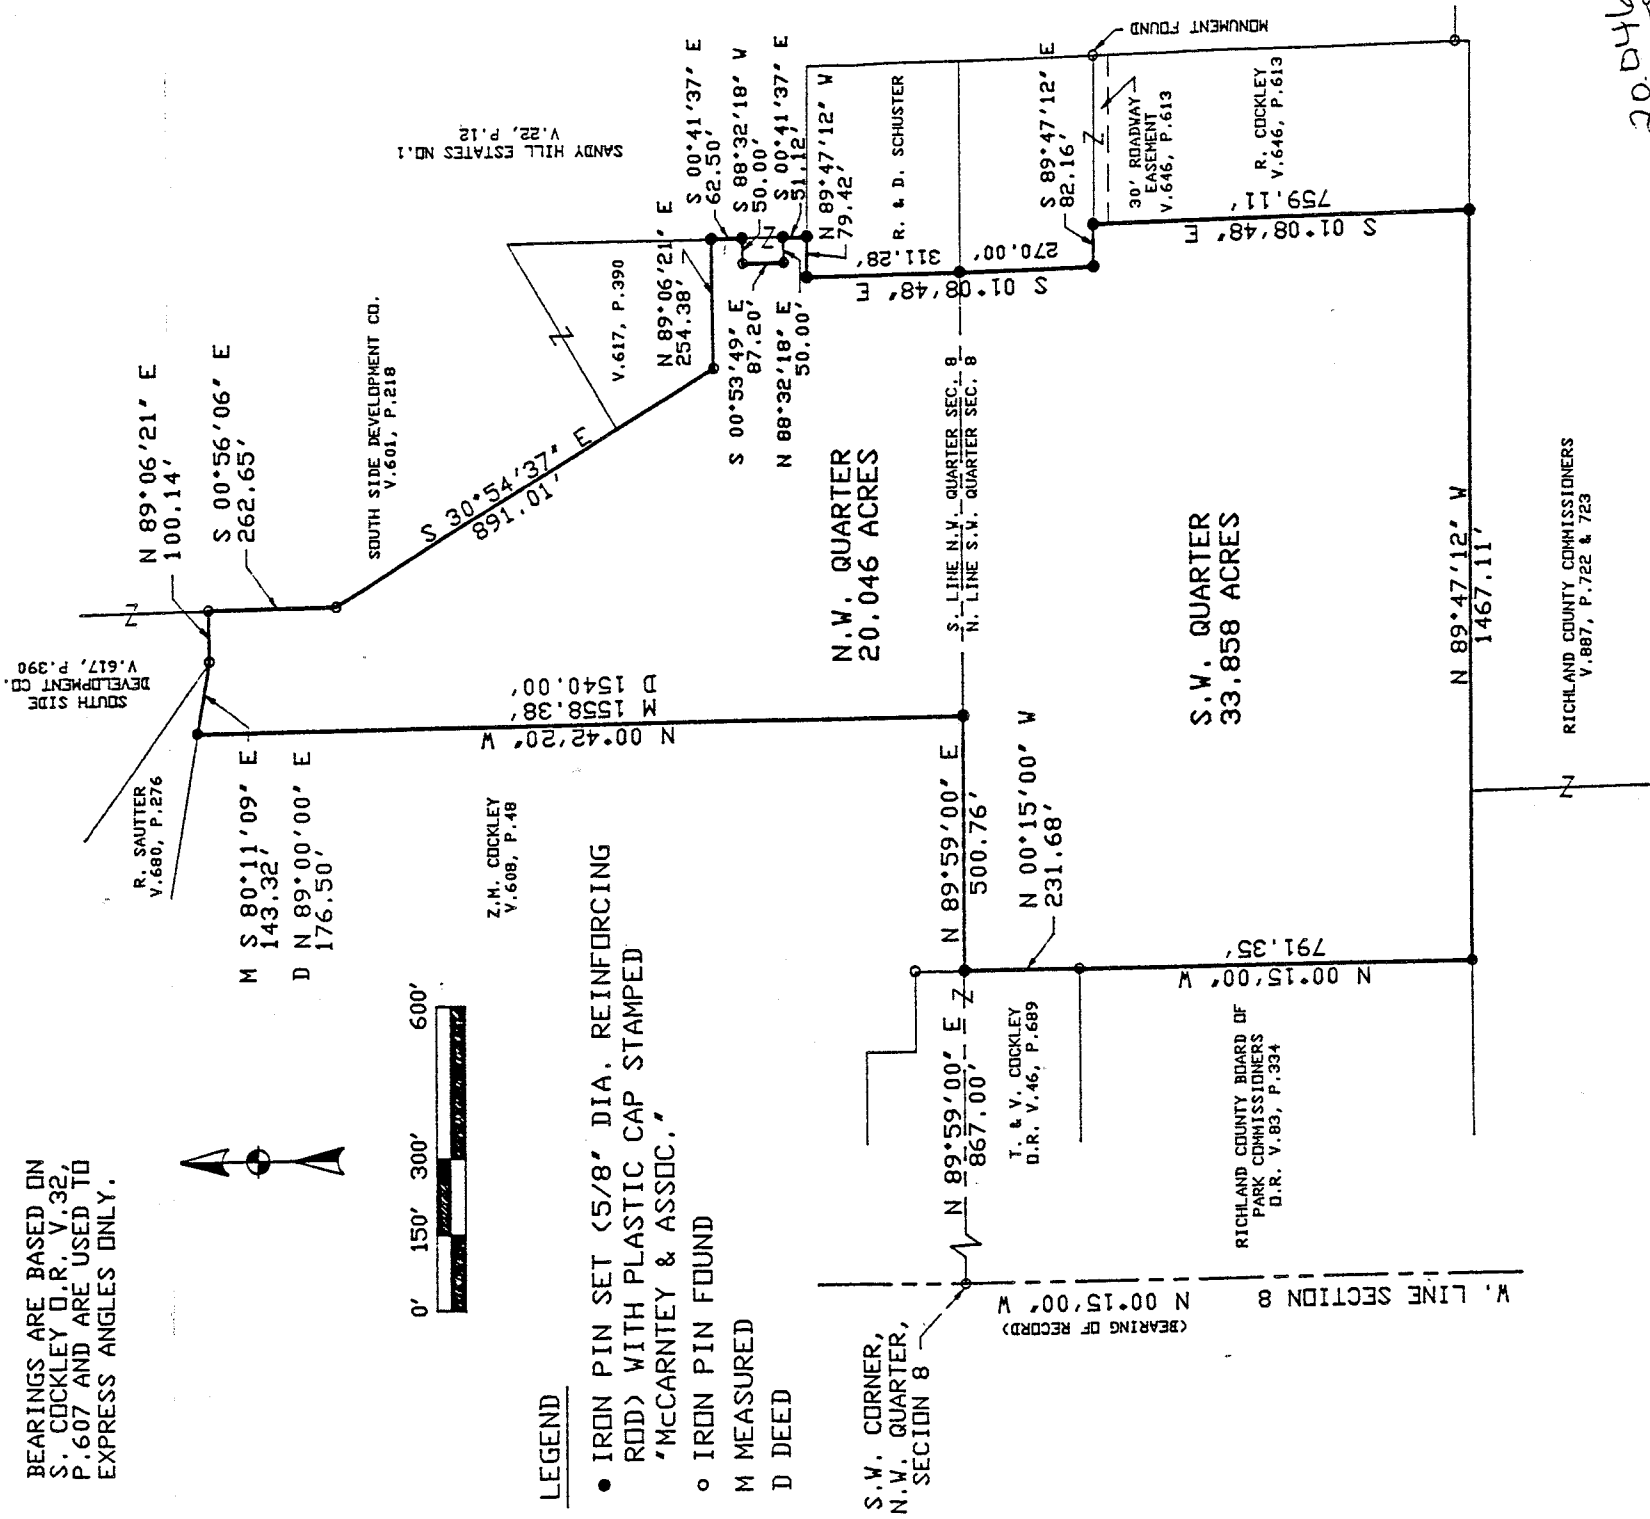 BEARINGS ARE BASED ON
S. COCKLEY O.R. V.32,
P.607 AND ARE USED TO
EXPRESS ANGLES ONLY.
0' 150' 300' 600'
LEGEND
● IRON PIN SET (5/8" DIA. REINFORCING
ROD) WITH PLASTIC CAP STAMPED
"McCARNTEY & ASSOC."
○ IRON PIN FOUND
M MEASURED
D DEED
S.W. CORNER,
N.W. QUARTER,
SECION 8
W. LINE SECTION 8
N 00°15'00" W
(BEARING OF RECORD)
N 89°59'00" E
867.00'
T. & V. COCKLEY
O.R. V.46, P.689
RICHLAND COUNTY BOARD OF
PARK COMMISSIONERS
O.R. V.83, P.334
N 00°15'00" W
791.35'
N 00°15'00" W
231.68'
N 89°59'00" E
500.76'
Z.M. COCKLEY
V.608, P.48
R. SAUTTER
V.680, P.276
M S 80°11'09" E
143.32'
D N 89°00'00" E
176.50'
N 00°42'20" W
M 1558.38'
D 1540.00'
SOUTH SIDE
DEVELOPMENT CO.
V.617, P.390
N 89°06'21" E
100.14'
S 00°56'06" E
262.65'
SOUTH SIDE DEVELOPMENT CO.
V.601, P.218
S 30°54'37" E
891.01'
V.617, P.390
SANDY HILL ESTATES NO.1
V.22, P.12
N 89°06'21" E
254.38'
S 00°41'37" E
62.50'
S 88°32'18" W
50.00'
S 00°53'49" E
87.20'
N 88°32'18" E
50.00'
S 00°41'37" E
51.12'
N 89°47'12" W
79.42'
R. & D. SCHUSTER
S 01°08'48" E
311.28'
270.00'
S 89°47'12" E
82.16'
MONUMENT FOUND
30' ROADWAY
EASEMENT
V.646, P.613
R. COCKLEY
V.646, P.613
S 01°08'48" E
759.11'
N.W. QUARTER
20.046 ACRES
S. LINE N.W. QUARTER SEC. 8
N. LINE S.W. QUARTER SEC. 8
S.W. QUARTER
33.858 ACRES
N 89°47'12" W
1467.11'
RICHLAND COUNTY COMMISSIONERS
V.887, P.722 & 723
20.046